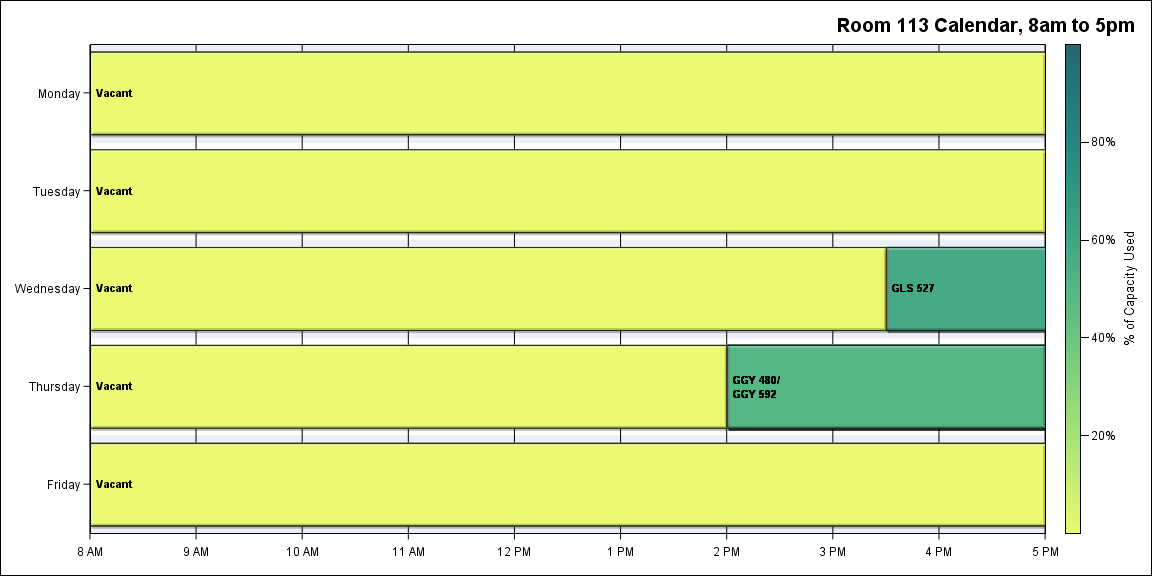 Room 113 Calendar, 8am to 5pm
Monday
Vacant
Tuesday
Vacant
Wednesday
Vacant
GLS 527
Thursday
Vacant
GGY 480/
GGY 592
Friday
Vacant
8 AM
9 AM
10 AM
11 AM
12 PM
1 PM
2 PM
3 PM
4 PM
5 PM
80%
60%
40%
20%
% of Capacity Used